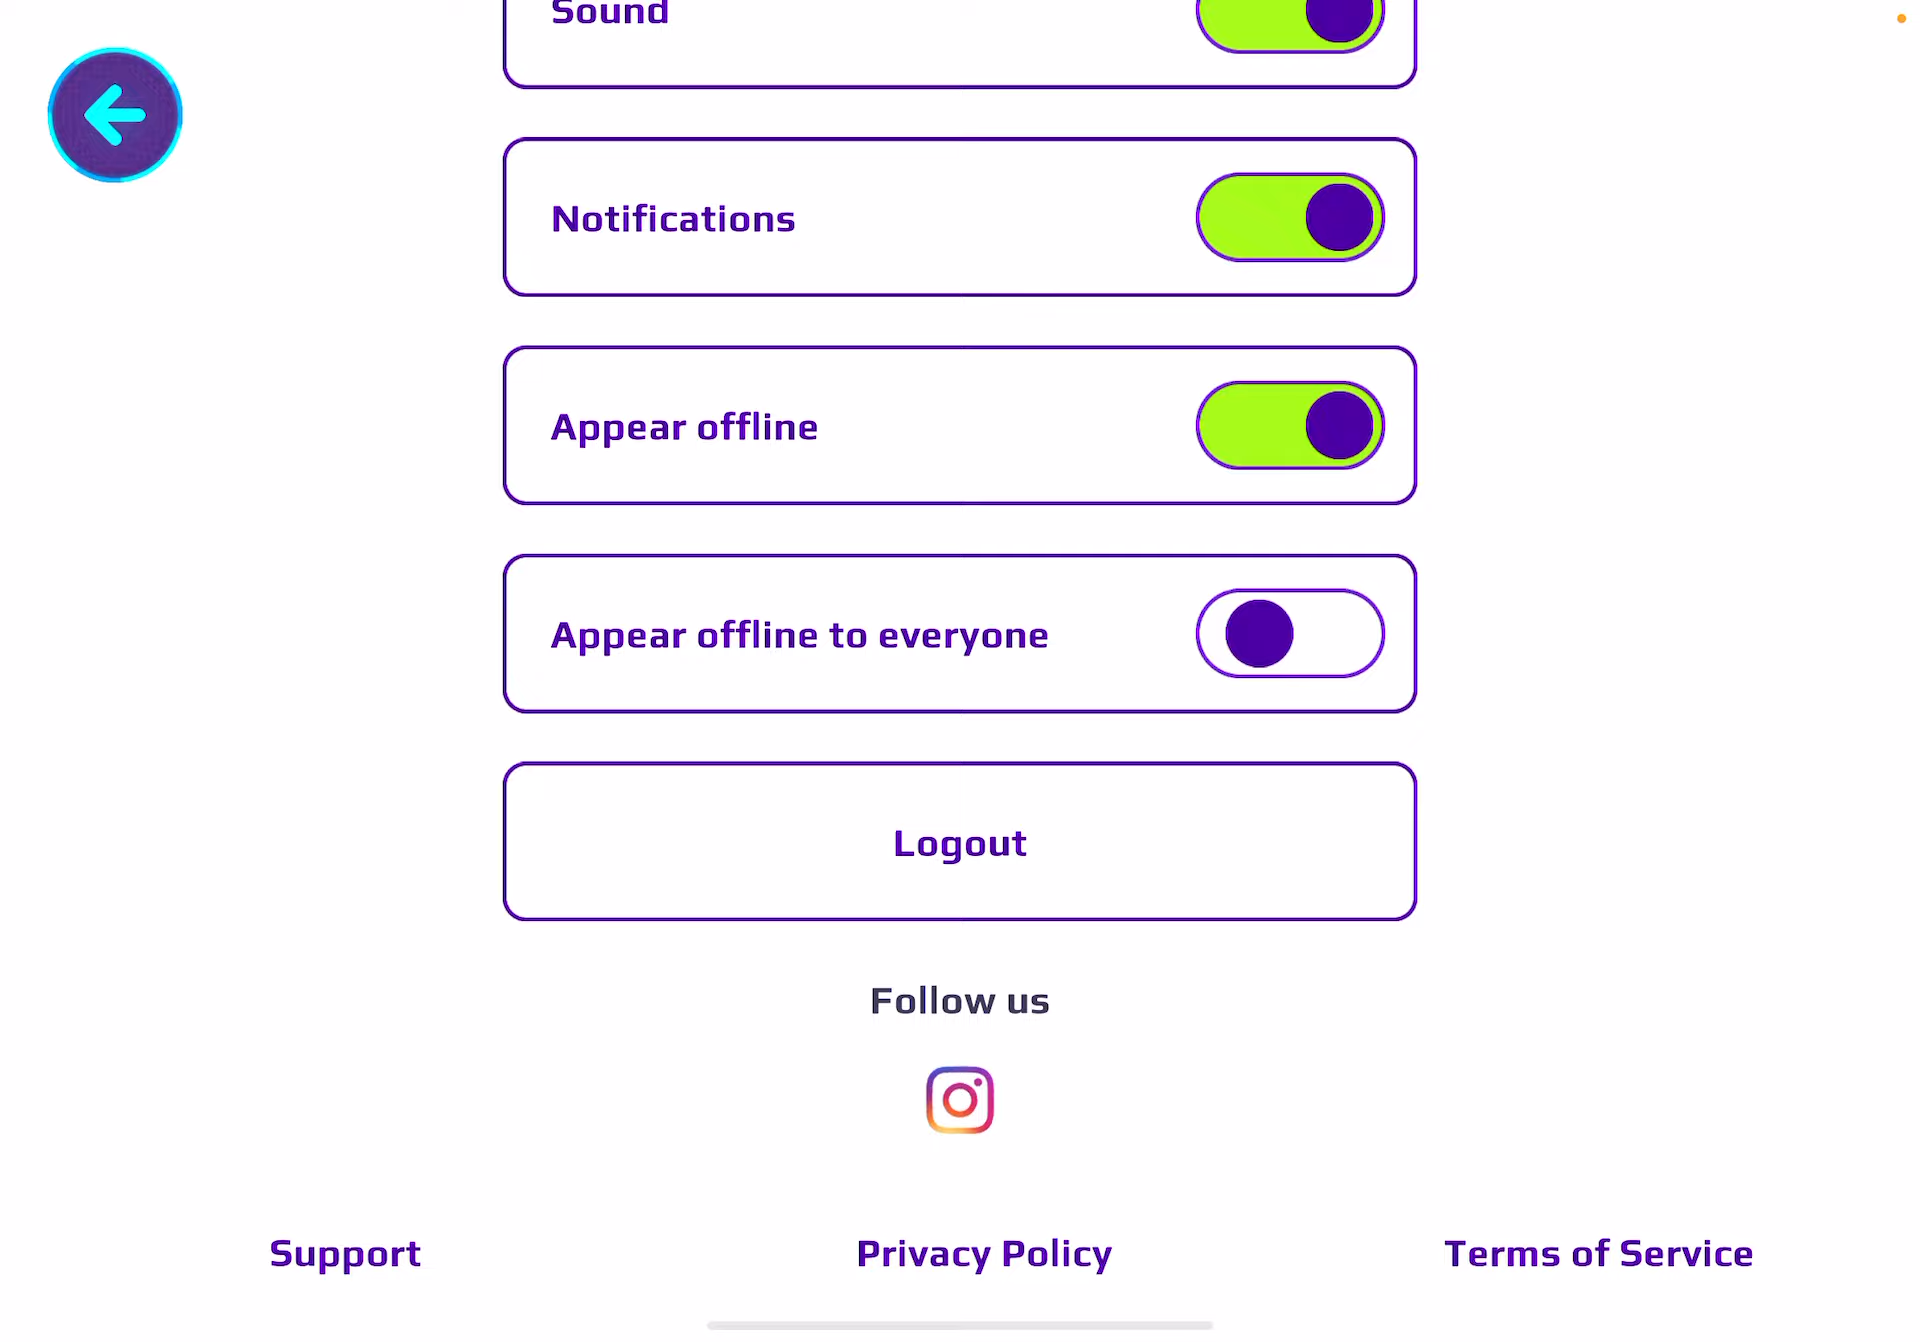 Sound
Notifications
Appear offline
Appear offline to everyone
Logout
Follow us
Support
Privacy Policy
Terms of Service